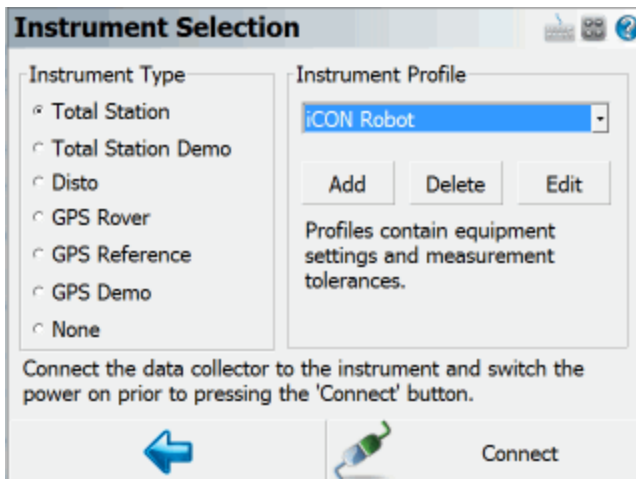 Instrument Selection
Instrument Type
Total Station
Total Station Demo
Disto
GPS Rover
GPS Reference
GPS Demo
None
Instrument Profile
iCON Robot
Add
Delete
Edit
Profiles contain equipment
settings and measurement
tolerances.
Connect the data collector to the instrument and switch the
power on prior to pressing the 'Connect' button.
Connect